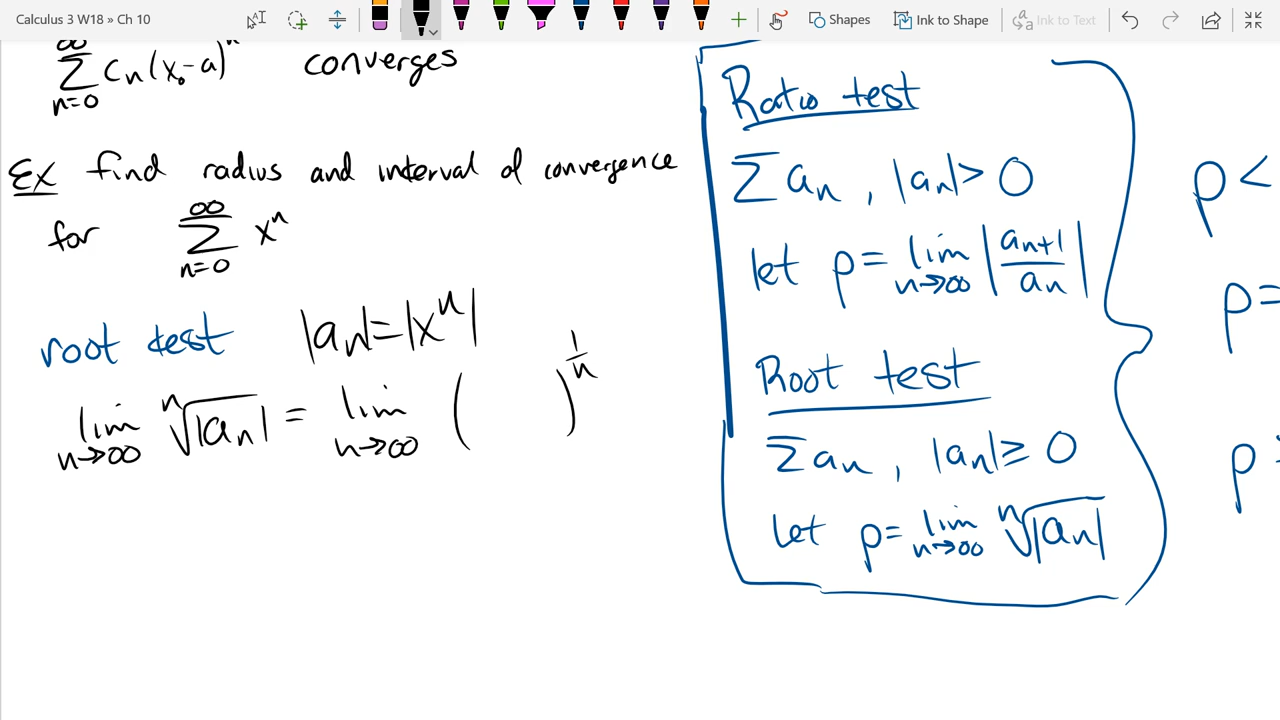 Calculus 3 W18 » Ch 10
Shapes
Ink to Shape
Ink to Text
∞
∑ cₙ(x₀-a)ⁿ converges
n=0
Ex find radius and interval of convergence
for ∞
∑ xⁿ
n=0
root test |aₙ|=|xⁿ|
lim n→∞ ⁿ√|aₙ| = lim n→∞ ( )^(1/n)
Ratio test
∑aₙ, |aₙ|>0
let ρ= lim n→∞ |aₙ₊₁/aₙ|
Root test
∑aₙ, |aₙ|≥0
let ρ= lim n→∞ ⁿ√|aₙ|
ρ<
ρ=
ρ